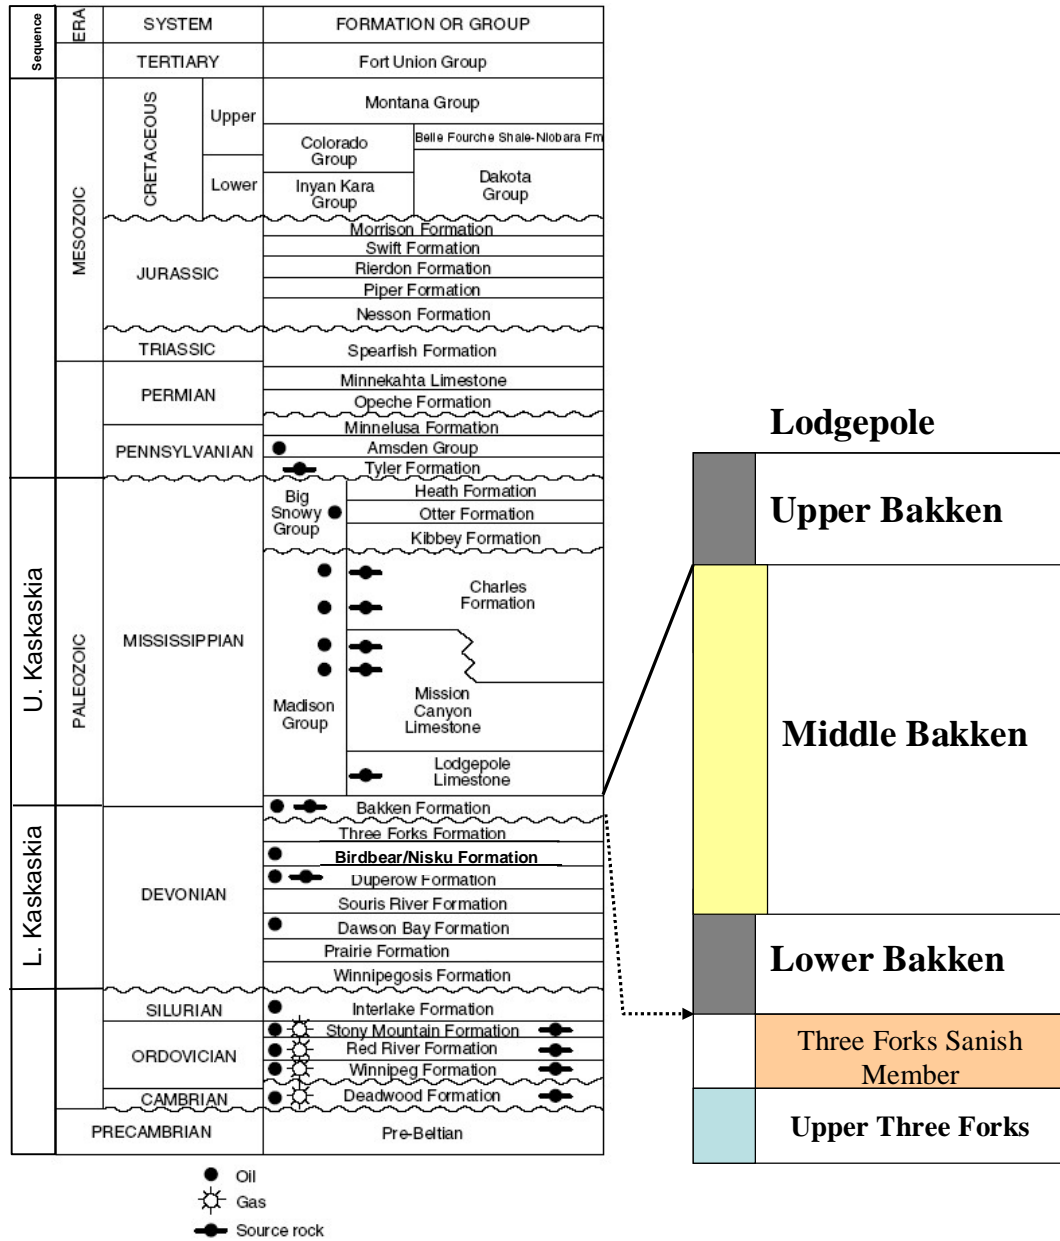 Sequence
ERA
SYSTEM
FORMATION OR GROUP
TERTIARY
Fort Union Group
MESOZOIC
CRETACEOUS
Upper
Lower
Montana Group
Colorado
Group
Belle Fourche Shale-Niobara Fm
Inyan Kara
Group
Dakota
Group
JURASSIC
Morrison Formation
Swift Formation
Rierdon Formation
Piper Formation
Nesson Formation
TRIASSIC
Spearfish Formation
PERMIAN
Minnekahta Limestone
Opeche Formation
PENNSYLVANIAN
Minnelusa Formation
Amsden Group
Tyler Formation
U. Kaskaskia
PALEOZOIC
MISSISSIPPIAN
Big
Snowy
Group
Heath Formation
Otter Formation
Kibbey Formation
Madison
Group
Charles
Formation
Mission
Canyon
Limestone
Lodgepole
Limestone
L. Kaskaskia
DEVONIAN
Bakken Formation
Three Forks Formation
Birdbear/Nisku Formation
Duperow Formation
Souris River Formation
Dawson Bay Formation
Prairie Formation
Winnipegosis Formation
SILURIAN
Interlake Formation
ORDOVICIAN
Stony Mountain Formation
Red River Formation
Winnipeg Formation
CAMBRIAN
Deadwood Formation
PRECAMBRIAN
Pre-Beltian
Oil
Gas
Source rock
Lodgepole
Upper Bakken
Middle Bakken
Lower Bakken
Three Forks Sanish
Member
Upper Three Forks